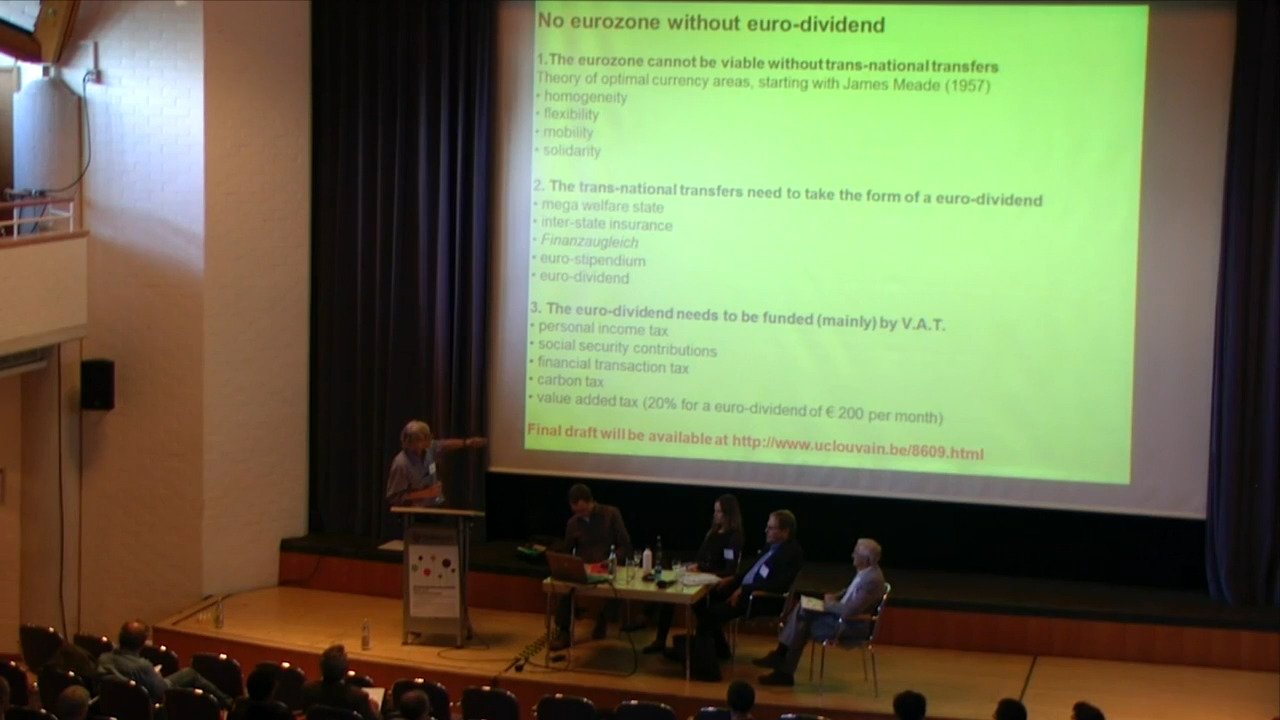 No eurozone without euro-dividend
1.The eurozone cannot be viable without trans-national transfers
Theory of optimal currency areas, starting with James Meade (1957)
• homogeneity
• flexibility
• mobility
• solidarity
2. The trans-national transfers need to take the form of a euro-dividend
• mega welfare state
• inter-state insurance
• Finanzaugleich
• euro-stipendium
• euro-dividend
3. The euro-dividend needs to be funded (mainly) by V.A.T.
• personal income tax
• social security contributions
• financial transaction tax
• carbon tax
• value added tax (20% for a euro-dividend of € 200 per month)
Final draft will be available at http://www.uclouvain.be/8609.html